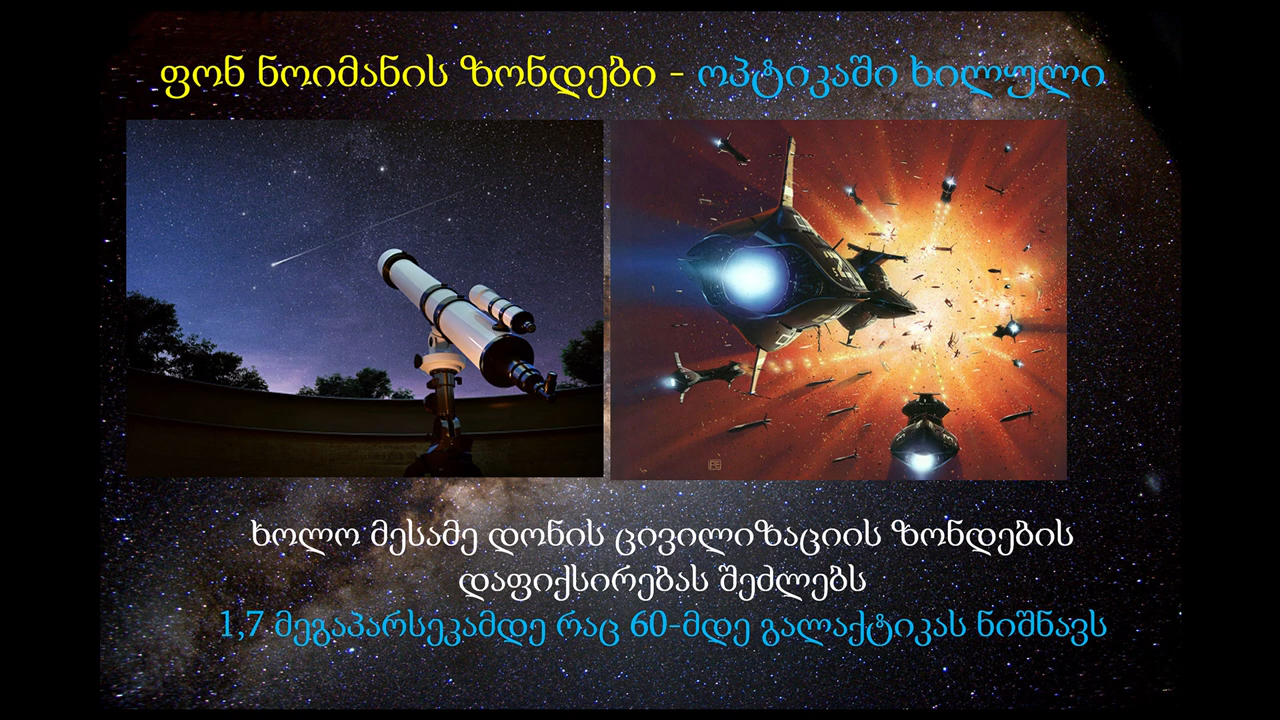 ფონ ნოიმანის ზონდები - ოპტიკაში ხილული
ხოლო მესამე დონის ცივილიზაციის ზონდების
დაფიქსირებას შეძლებს
1,7 მეგაპარსეკამდე რაც 60-მდე გალაქტიკას ნიშნავს